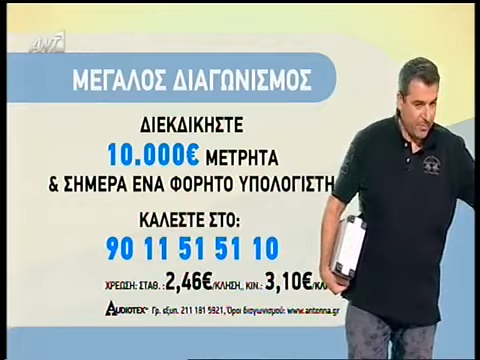 ANT1
ΜΕΓΑΛΟΣ ΔΙΑΓΩΝΙΣΜΟΣ
ΔΙΕΚΔΙΚΗΣΤΕ
10.000€ ΜΕΤΡΗΤΑ
& ΣΗΜΕΡΑ ΕΝΑ ΦΟΡΗΤΟ ΥΠΟΛΟΓΙΣΤΗ
ΚΑΛΕΣΤΕ ΣΤΟ:
90 11 51 51 10
ΧΡΕΩΣΗ: ΣΤΑΘ. : 2,46€/ΚΛΗΣΗ,, ΚΙΝ.: 3,10€/ΚΛ
AUDIOTEX Γρ. εξυπ. 211 181 5921, Όροι διαγωνισμού: www.antenna.gr